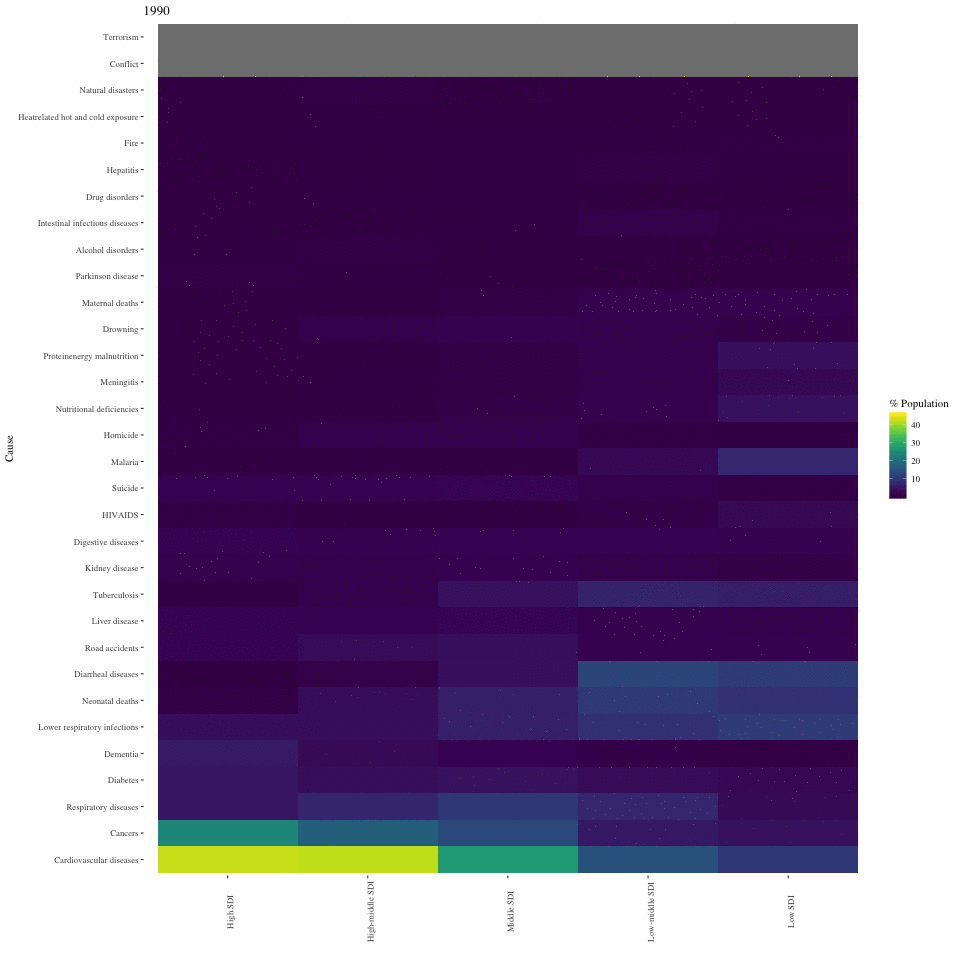 1990
Terrorism
Conflict
Natural disasters
Heatrelated hot and cold exposure
Fire
Hepatitis
Drug disorders
Intestinal infectious diseases
Alcohol disorders
Parkinson disease
Maternal deaths
Drowning
Proteinenergy malnutrition
Meningitis
Nutritional deficiencies
Homicide
Malaria
Suicide
HIVAIDS
Digestive diseases
Kidney disease
Tuberculosis
Liver disease
Road accidents
Diarrheal diseases
Neonatal deaths
Lower respiratory infections
Dementia
Diabetes
Respiratory diseases
Cancers
Cardiovascular diseases
Cause
High SDI
High-middle SDI
Middle SDI
Low-middle SDI
Low SDI
% Population
40
30
20
10